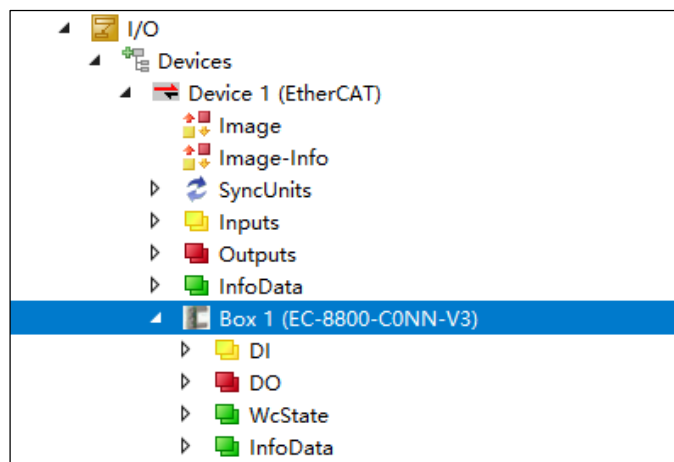 I/O
Devices
Device 1 (EtherCAT)
Image
Image-Info
SyncUnits
Inputs
Outputs
InfoData
Box 1 (EC-8800-C0NN-V3)
DI
DO
WcState
InfoData